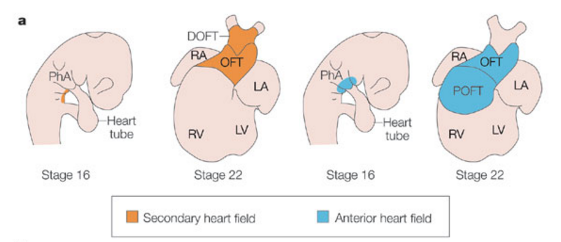 a
DOFT
RA
OFT
PhA
LA
Heart
tube
RV
LV
Stage 16
Stage 22
PhA
Heart
tube
RA
OFT
POFT
LA
RV
LV
Stage 16
Stage 22
Secondary heart field
Anterior heart field